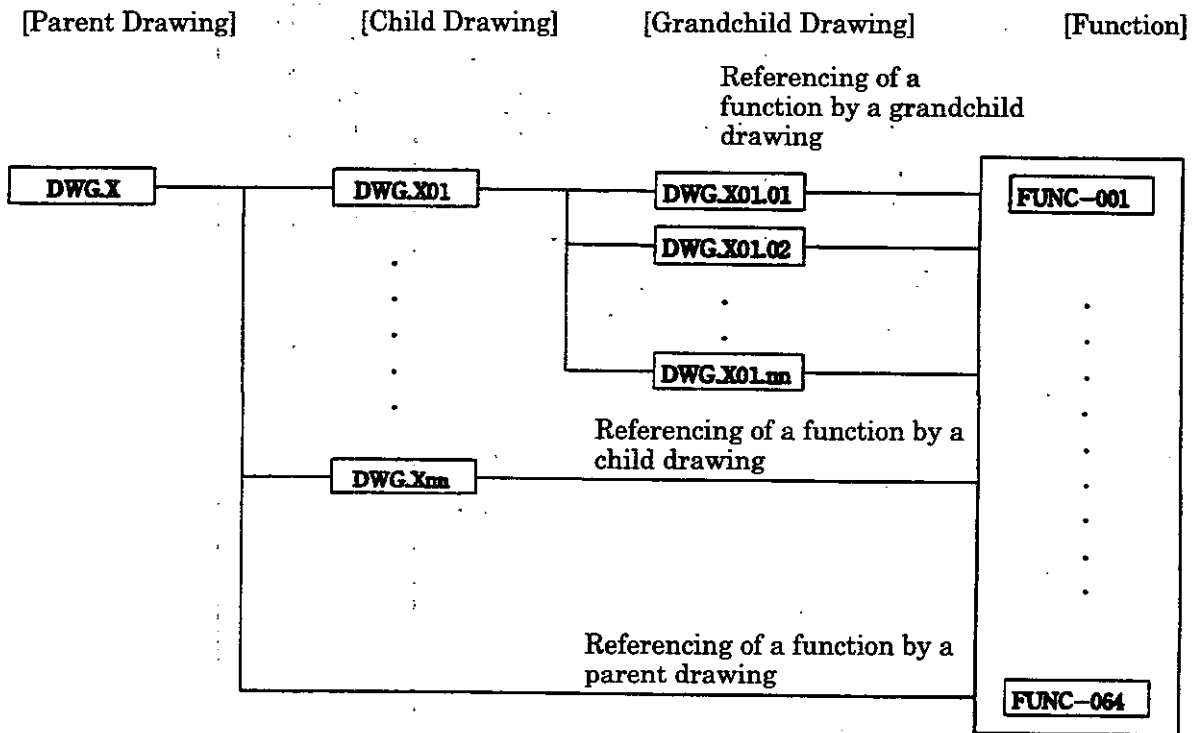 [Parent Drawing] [Child Drawing] [Grandchild Drawing] [Function]
Referencing of a
function by a grandchild
drawing
DWG.X DWG.X01 DWG.X01.01 FUNC-001
DWG.X01.02
DWG.X01.nn
Referencing of a function by a
child drawing
DWG.Xnn
Referencing of a function by a
parent drawing
FUNC-064